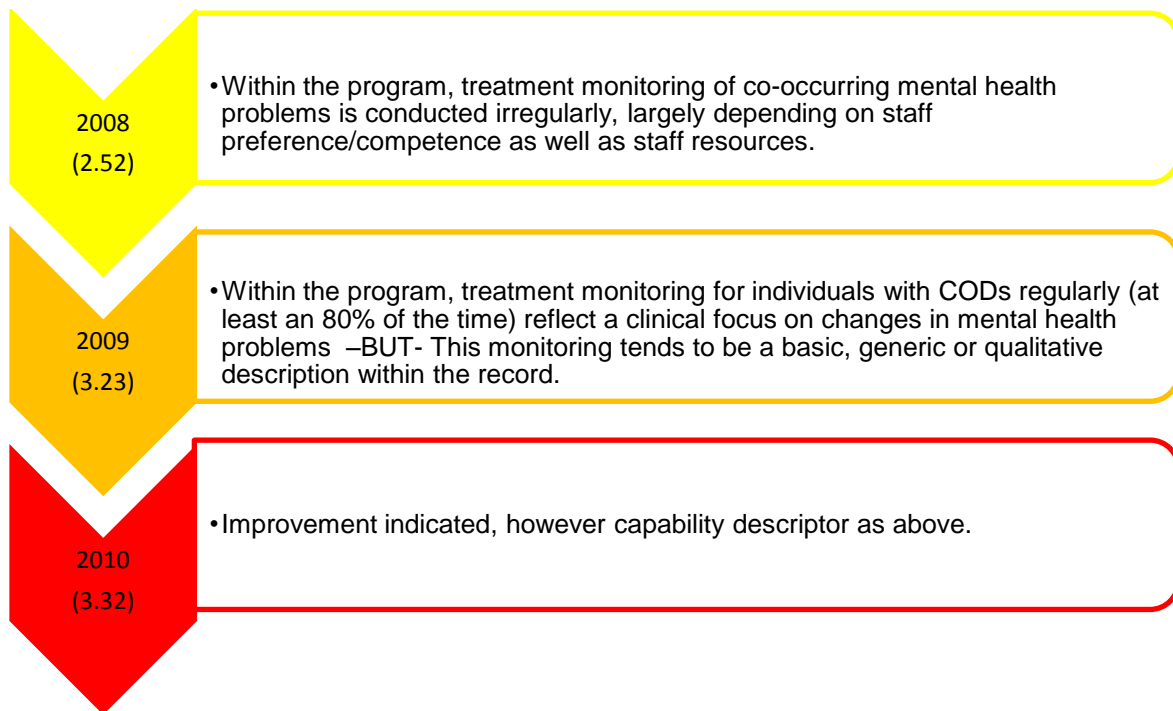 2008
(2.52)
•Within the program, treatment monitoring of co-occurring mental health
problems is conducted irregularly, largely depending on staff
preference/competence as well as staff resources.
2009
(3.23)
•Within the program, treatment monitoring for individuals with CODs regularly (at
least an 80% of the time) reflect a clinical focus on changes in mental health
problems –BUT- This monitoring tends to be a basic, generic or qualitative
description within the record.
2010
(3.32)
•Improvement indicated, however capability descriptor as above.